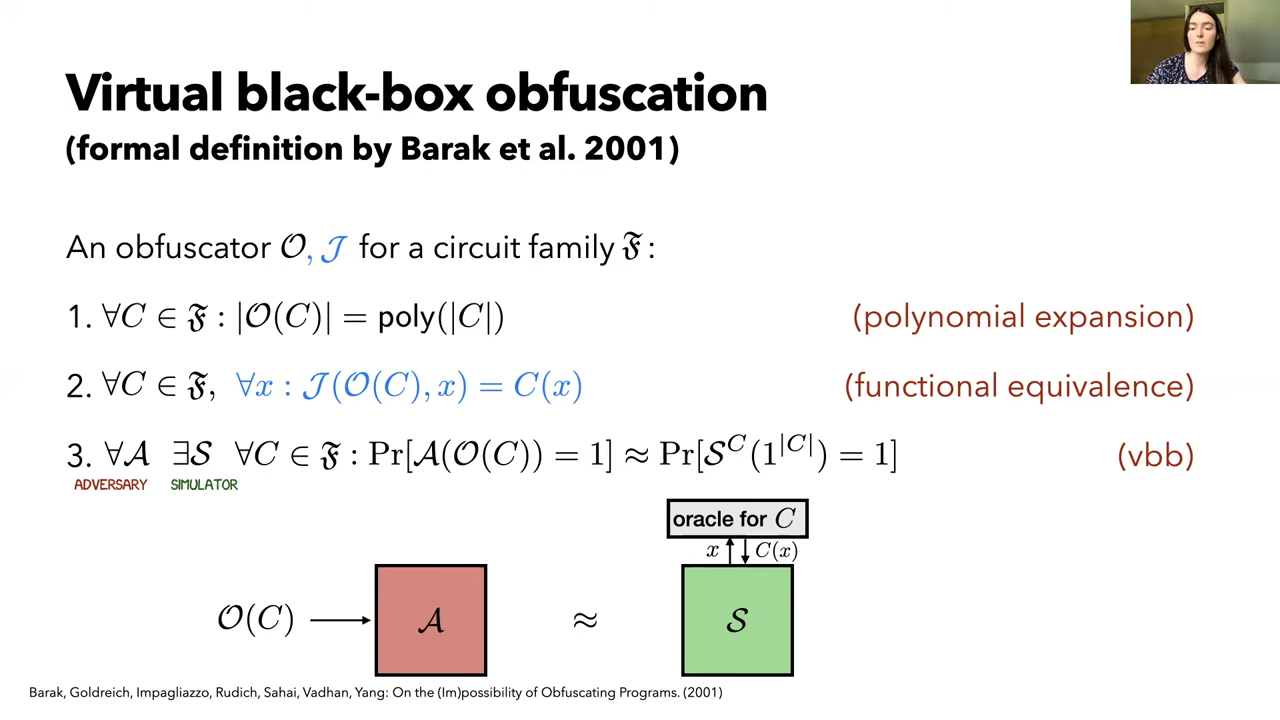 Virtual black-box obfuscation
(formal definition by Barak et al. 2001)
An obfuscator 𝒪, 𝒥 for a circuit family 𝔉 :
1. ∀C ∈ 𝔉 : |𝒪(C)| = poly(|C|) (polynomial expansion)
2. ∀C ∈ 𝔉, ∀x : 𝒥(𝒪(C), x) = C(x) (functional equivalence)
3. ∀𝒜 ∃𝒮 ∀C ∈ 𝔉 : Pr[𝒜(𝒪(C)) = 1] ≈ Pr[𝒮^C(1^|C|) = 1] (vbb)
ADVERSARY SIMULATOR
oracle for C
x C(x)
𝒪(C) 𝒜 ≈ 𝒮
Barak, Goldreich, Impagliazzo, Rudich, Sahai, Vadhan, Yang: On the (Im)possibility of Obfuscating Programs. (2001)